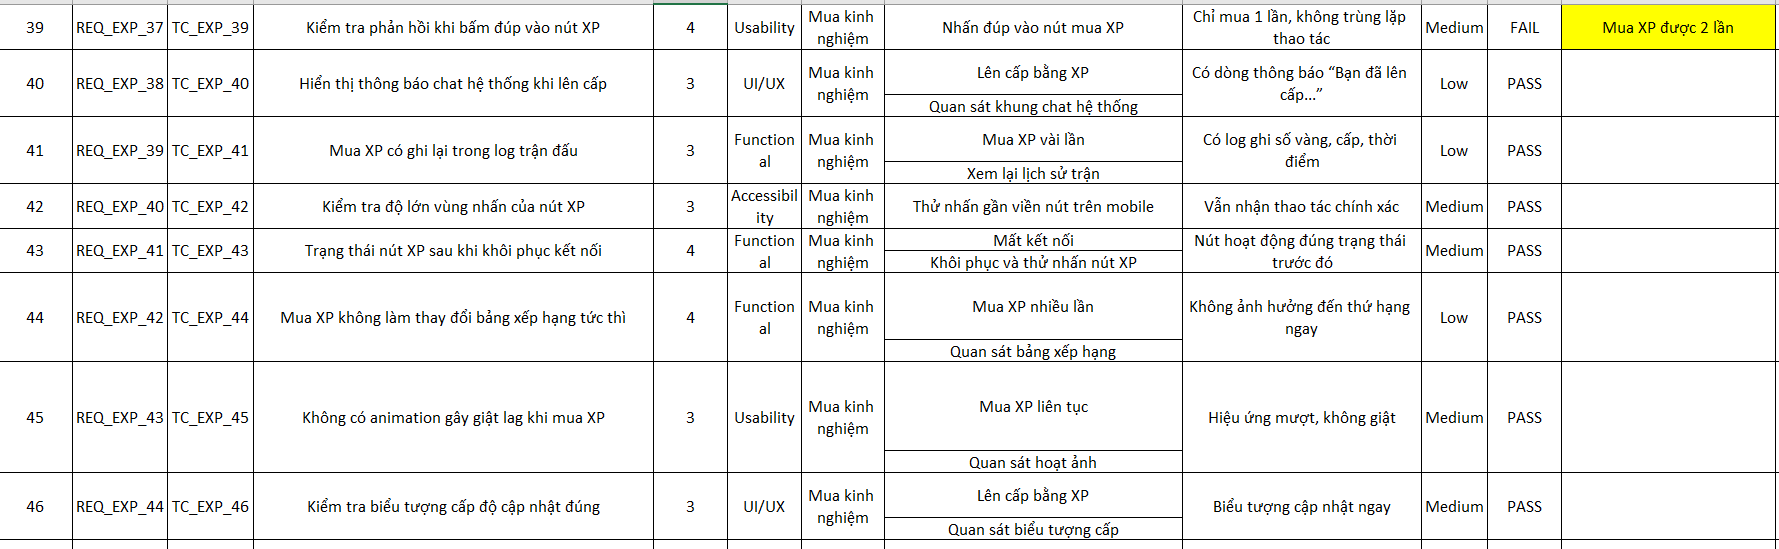 39 REQ_EXP_37 TC_EXP_39 Kiểm tra phản hồi khi bấm đúp vào nút XP 4 Usability Mua kinh nghiệm Nhấn đúp vào nút mua XP Chỉ mua 1 lần, không trùng lặp thao tác Medium FAIL Mua XP được 2 lần
40 REQ_EXP_38 TC_EXP_40 Hiển thị thông báo chat hệ thống khi lên cấp 3 UI/UX Mua kinh nghiệm Lên cấp bằng XP Quan sát khung chat hệ thống Có dòng thông báo “Bạn đã lên cấp...” Low PASS
41 REQ_EXP_39 TC_EXP_41 Mua XP có ghi lại trong log trận đấu 3 Functional Mua kinh nghiệm Mua XP vài lần Xem lại lịch sử trận Có log ghi số vàng, cấp, thời điểm Low PASS
42 REQ_EXP_40 TC_EXP_42 Kiểm tra độ lớn vùng nhấn của nút XP 3 Accessibility Mua kinh nghiệm Thử nhấn gần viền nút trên mobile Vẫn nhận thao tác chính xác Medium PASS
43 REQ_EXP_41 TC_EXP_43 Trạng thái nút XP sau khi khôi phục kết nối 4 Functional Mua kinh nghiệm Mất kết nối Khôi phục và thử nhấn nút XP Nút hoạt động đúng trạng thái trước đó Medium PASS
44 REQ_EXP_42 TC_EXP_44 Mua XP không làm thay đổi bảng xếp hạng tức thì 4 Functional Mua kinh nghiệm Mua XP nhiều lần Quan sát bảng xếp hạng Không ảnh hưởng đến thứ hạng ngay Low PASS
45 REQ_EXP_43 TC_EXP_45 Không có animation gây giật lag khi mua XP 3 Usability Mua kinh nghiệm Mua XP liên tục Quan sát hoạt ảnh Hiệu ứng mượt, không giật Medium PASS
46 REQ_EXP_44 TC_EXP_46 Kiểm tra biểu tượng cấp độ cập nhật đúng 3 UI/UX Mua kinh nghiệm Lên cấp bằng XP Quan sát biểu tượng cấp Biểu tượng cập nhật ngay Medium PASS